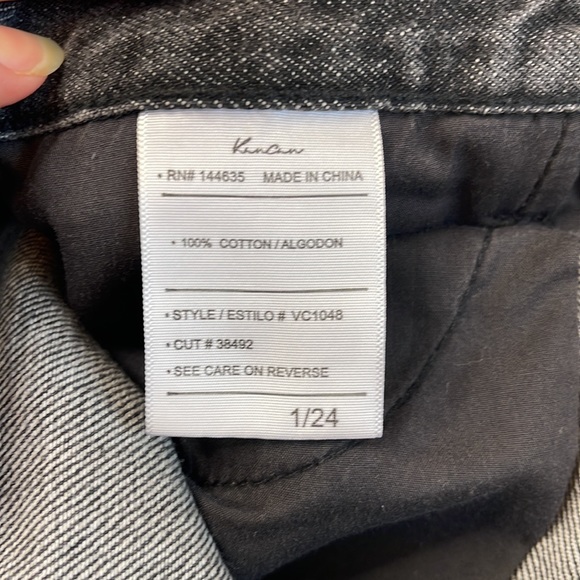 KanCan
• RN# 144635 MADE IN CHINA
• 100% COTTON / ALGODON
• STYLE / ESTILO # VC1048
• CUT # 38492
• SEE CARE ON REVERSE
1/24